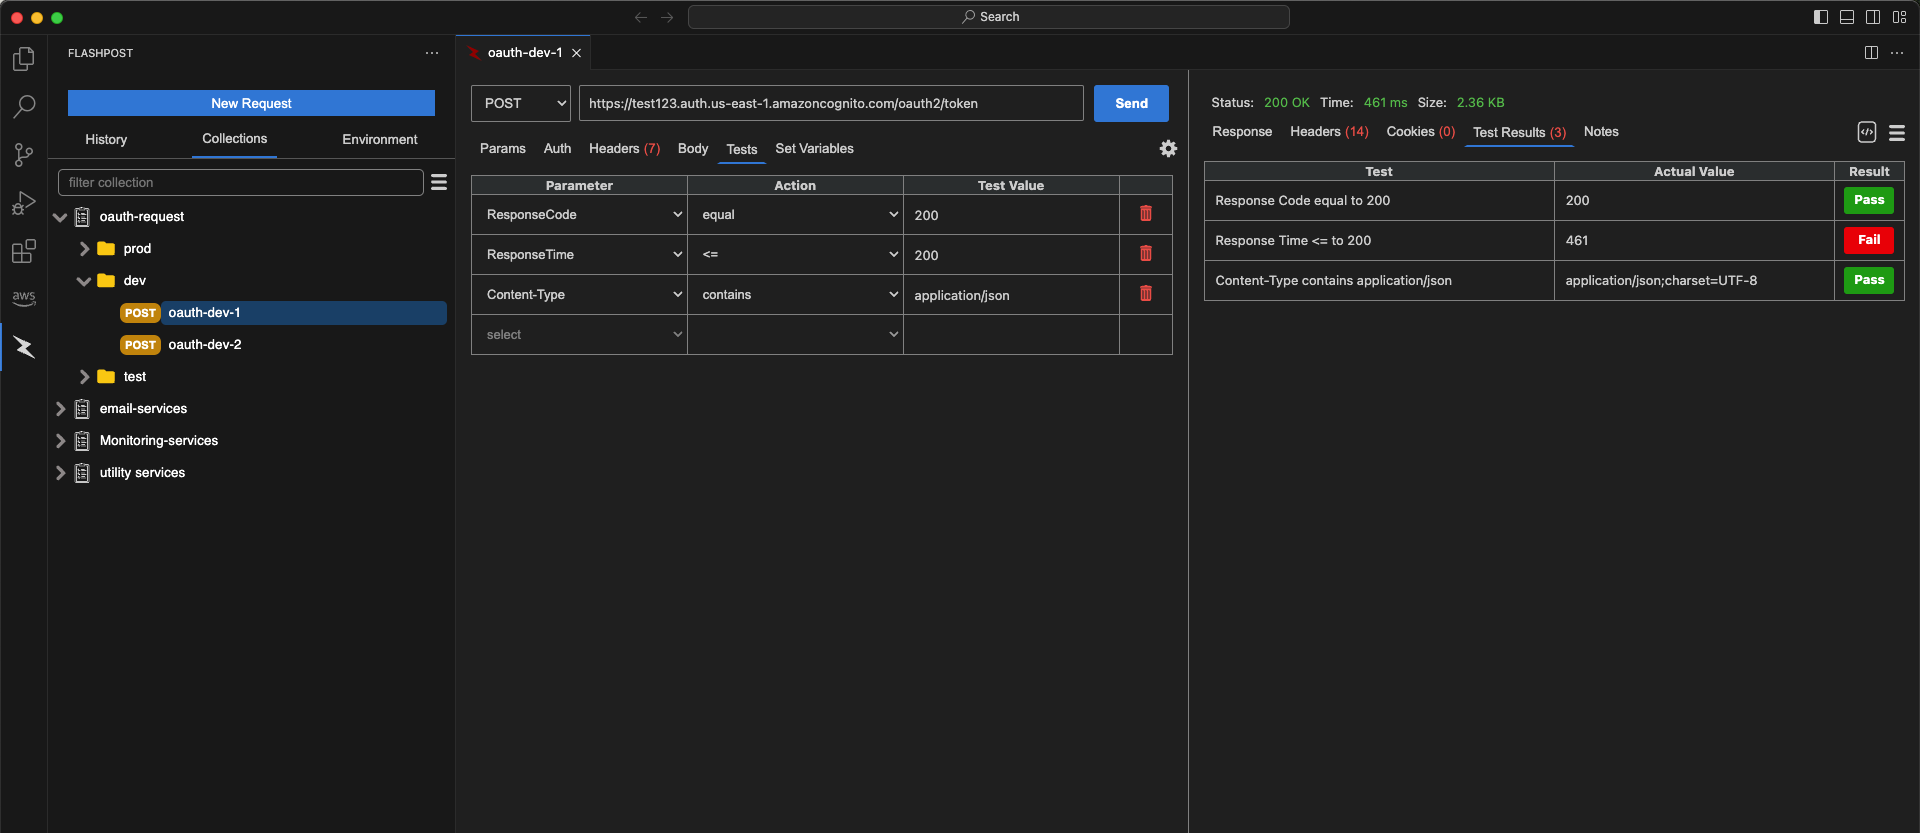 Search
FLASHPOST
New Request
History
Collections
Environment
filter collection
oauth-request
prod
dev
POST oauth-dev-1
POST oauth-dev-2
test
email-services
Monitoring-services
utility services
aws
oauth-dev-1
POST
https://test123.auth.us-east-1.amazoncognito.com/oauth2/token
Send
Params Auth Headers (7) Body Tests Set Variables
Parameter Action Test Value
ResponseCode equal 200
ResponseTime <= 200
Content-Type contains application/json
select
Status: 200 OK Time: 461 ms Size: 2.36 KB
Response Headers (14) Cookies (0) Test Results (3) Notes
Test Actual Value Result
Response Code equal to 200 200 Pass
Response Time <= to 200 461 Fail
Content-Type contains application/json application/json;charset=UTF-8 Pass